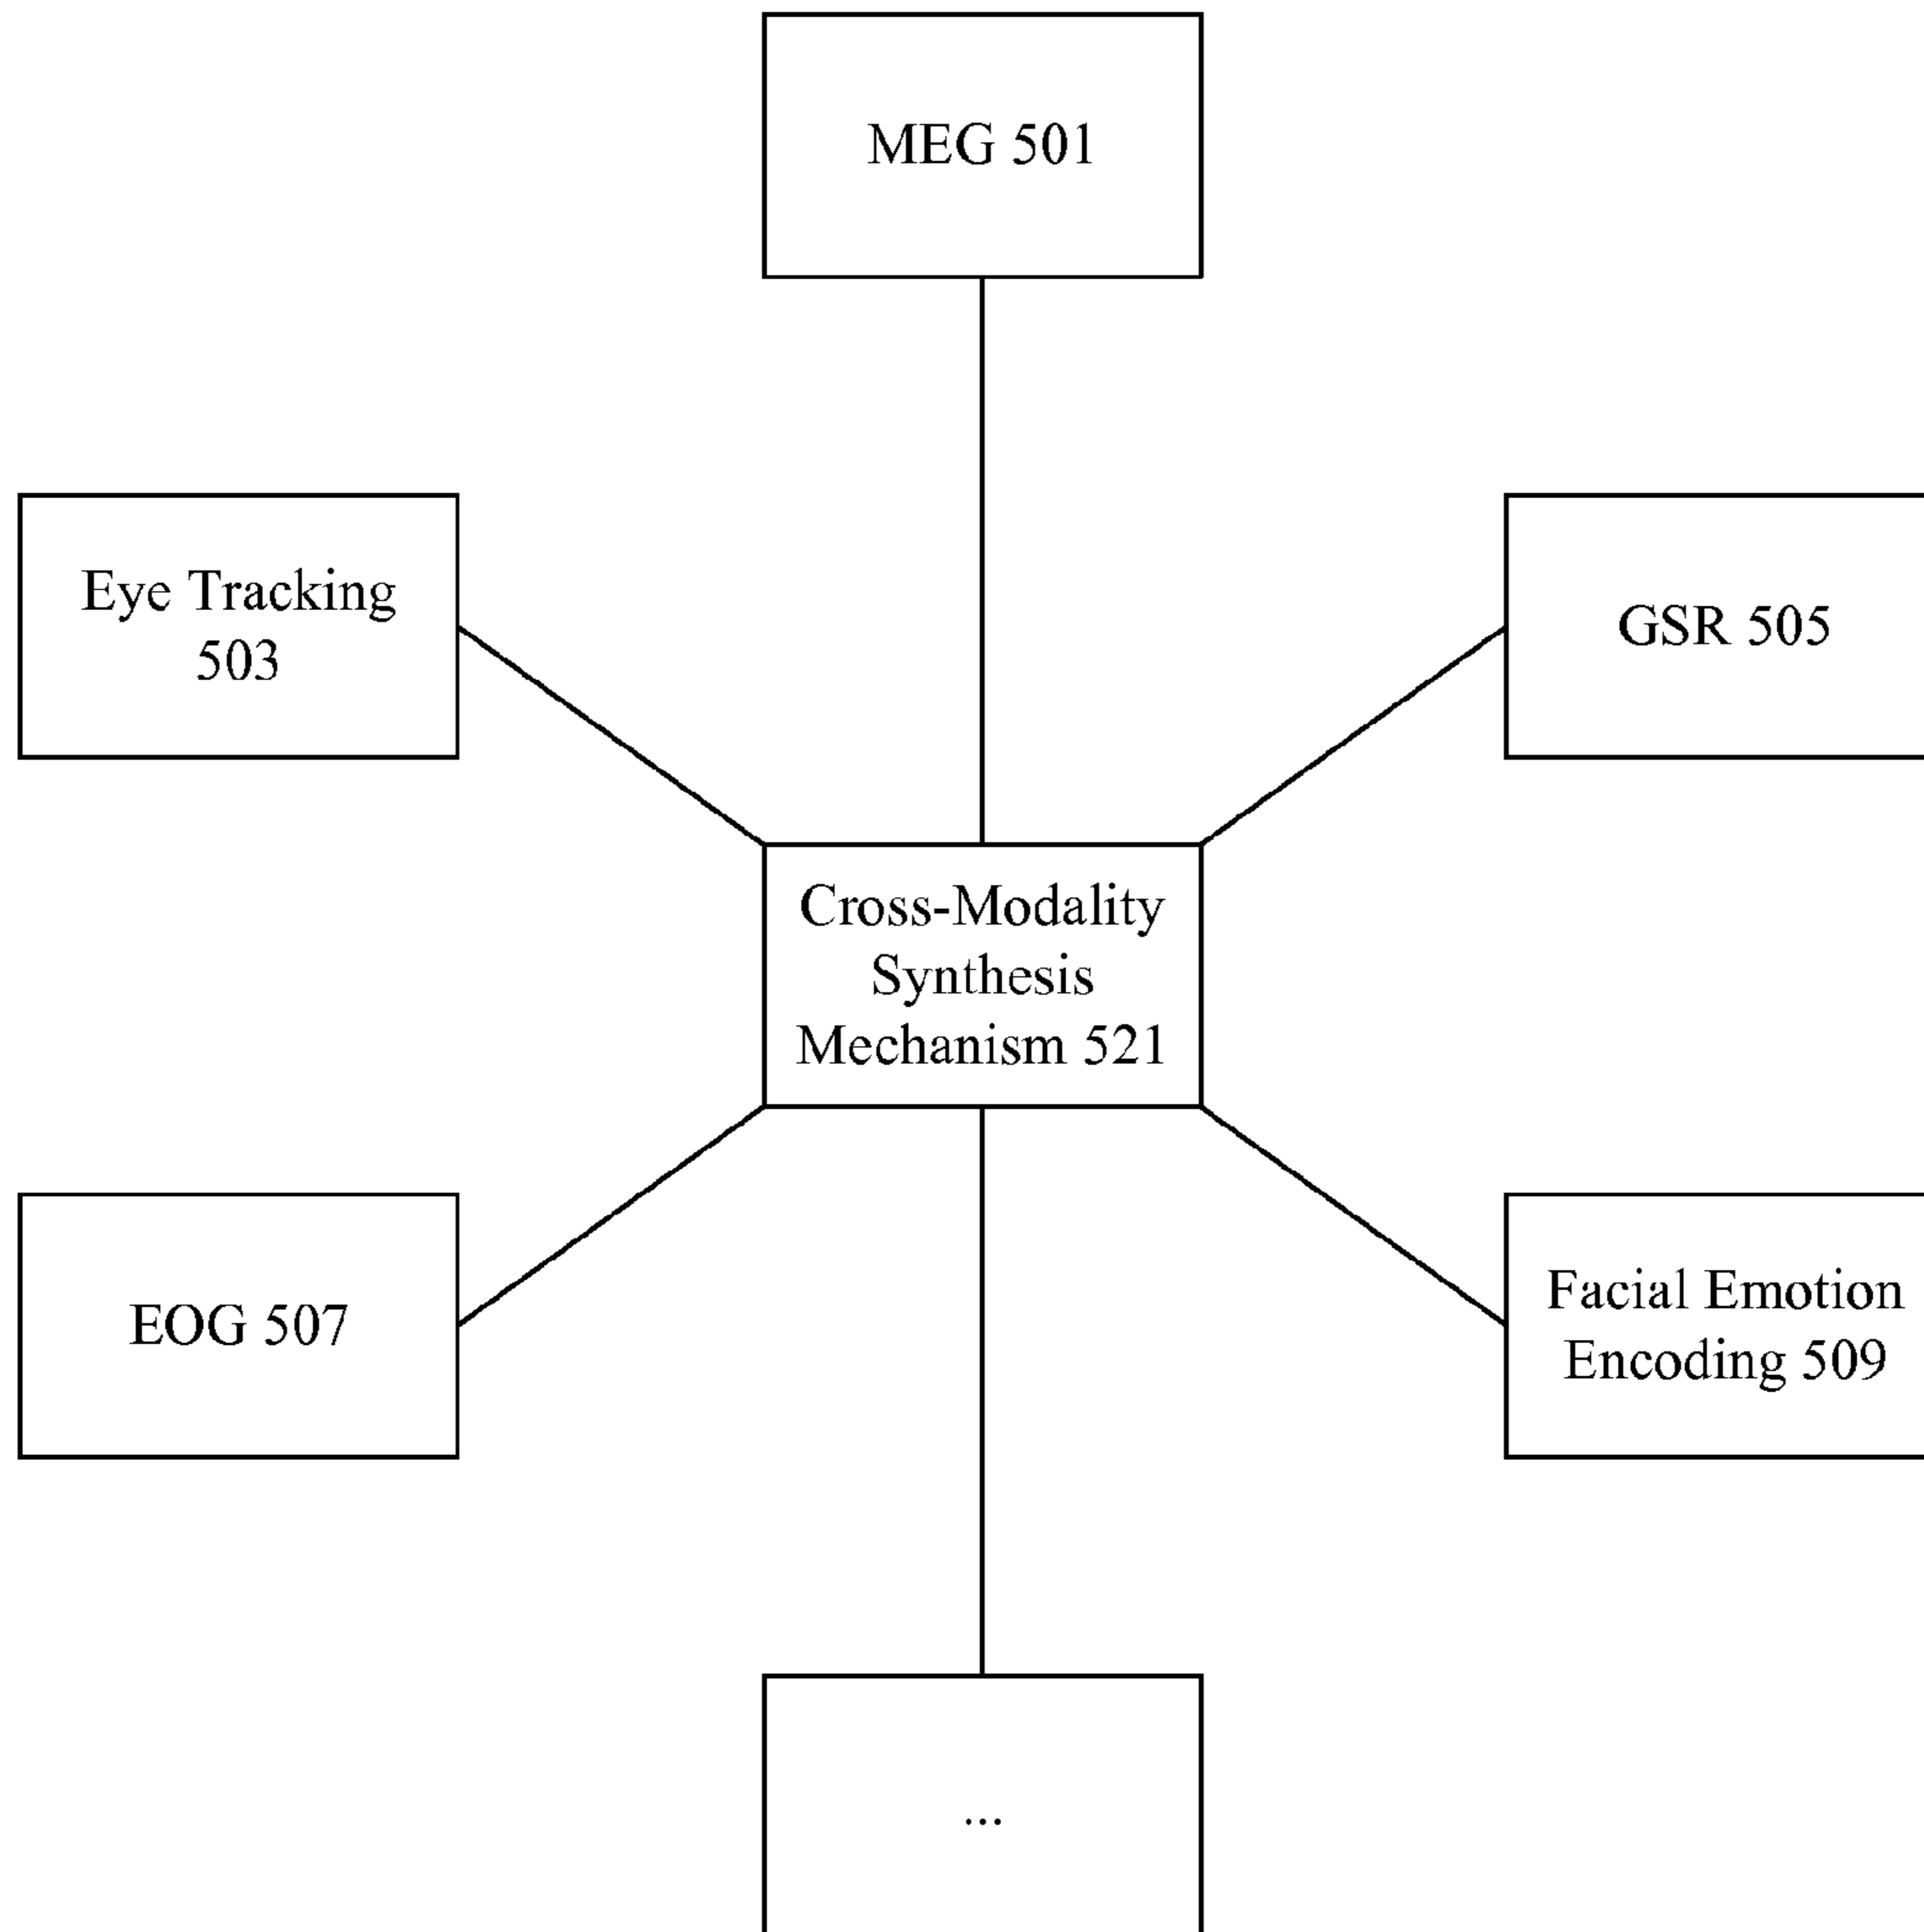 MEG 501
Eye Tracking
503
GSR 505
Cross-Modality
Synthesis
Mechanism 521
EOG 507
Facial Emotion
Encoding 509
...